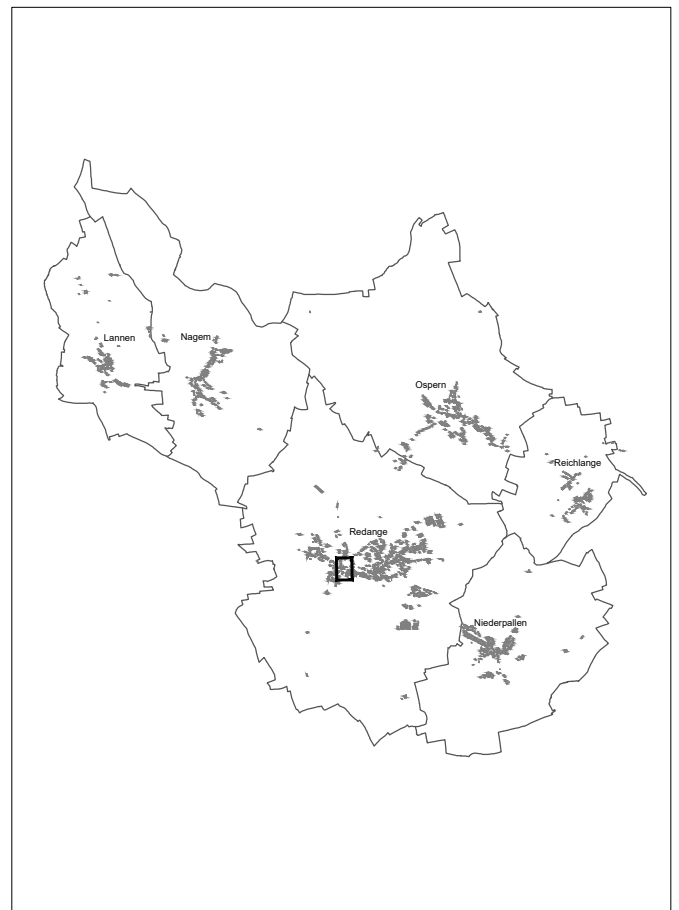 Lannen
Nagem
Ospern
Reichlange
Redange
Niederpallen